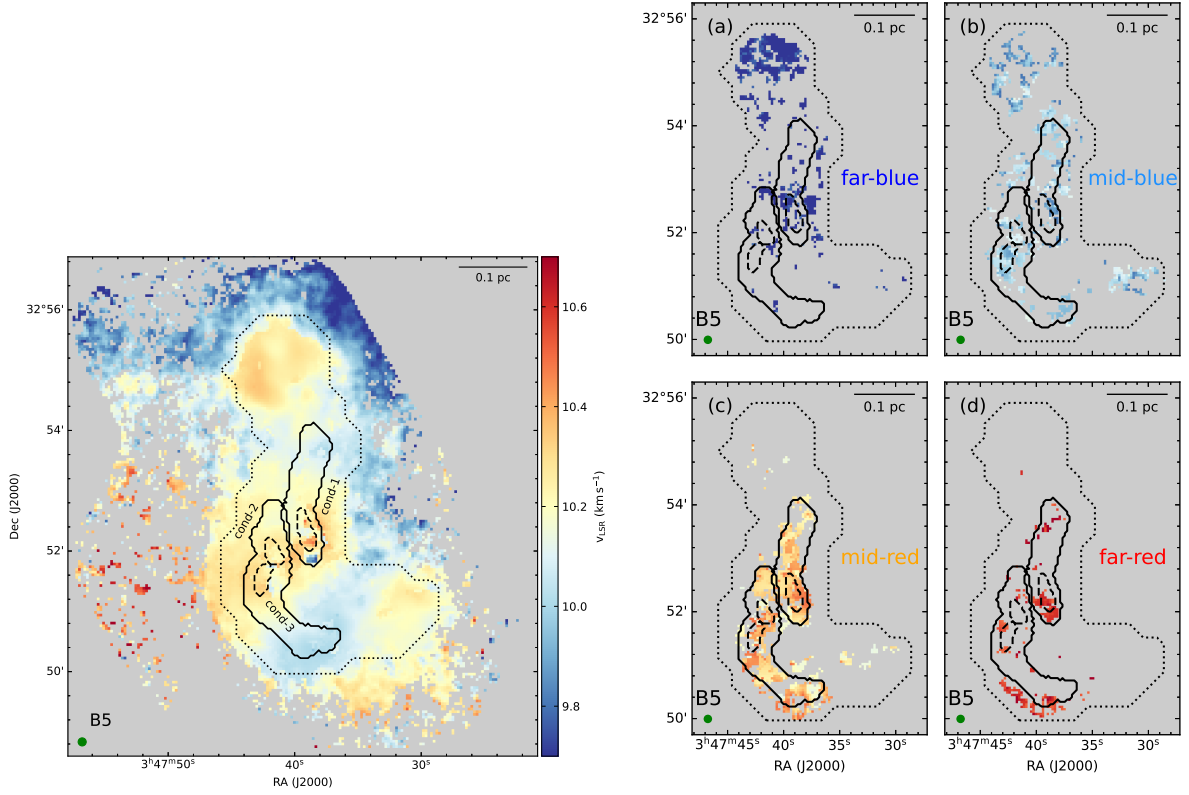 32°56'
54'
52'
50'
Dec (J2000)
0.1 pc
cond-1
cond-2
cond-3
B5
3ʰ47ᵐ50ˢ
40ˢ
30ˢ
RA (J2000)
10.6
10.4
10.2
10.0
9.8
v_LSR (km s⁻¹)
32°56'
54'
52'
50'
(a)
0.1 pc
far-blue
B5
(b)
0.1 pc
mid-blue
B5
32°56'
54'
52'
50'
(c)
0.1 pc
mid-red
B5
3ʰ47ᵐ45ˢ
40ˢ
35ˢ
30ˢ
RA (J2000)
(d)
0.1 pc
far-red
B5
3ʰ47ᵐ45ˢ
40ˢ
35ˢ
30ˢ
RA (J2000)